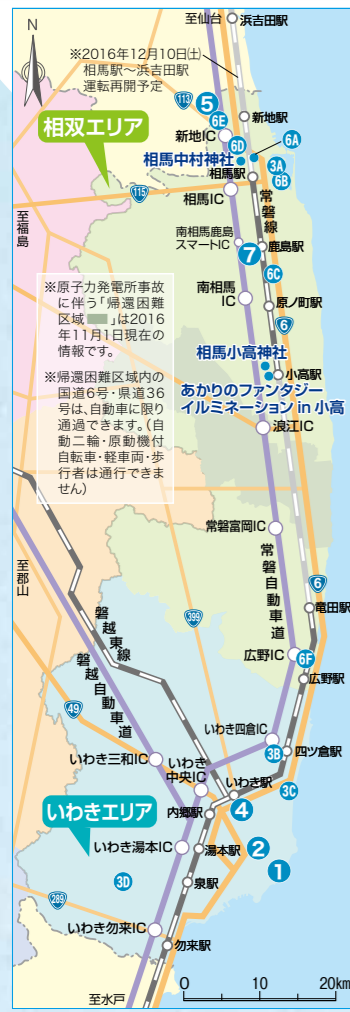 至仙台
浜吉田駅
※2016年12月10日㈯
相馬駅〜浜吉田駅
運転再開予定
113
5
6E
新地駅
新地IC
6D
6A
相双エリア
相馬中村神社
3A
相馬駅
6B
115
相馬IC
常磐線
至福島
南相馬鹿島
スマートIC
7
鹿島駅
6C
南相馬
IC
原ノ町駅
6
※原子力発電所事故
に伴う「帰還困難
区域 」は2016
年11月1日現在の
情報です。
※帰還困難区域内の
国道6号・県道36
号は、自動車に限り
通過できます。(自
動二輪・原動機付
自転車・軽車両・歩
行者は通行できま
せん)
相馬小高神社
小高駅
あかりのファンタジー
イルミネーション in 小高
浪江IC
常磐富岡IC
常磐自動車道
至郡山
6
竜田駅
399
磐越東線
磐越自動車道
広野IC
6F
広野駅
49
いわき四倉IC
3B
四ツ倉駅
いわき三和IC
いわき
中央IC
いわき駅
3C
いわきエリア
内郷駅
4
いわき湯本IC
湯本駅
2
1
3D
泉駅
289
いわき勿来IC
勿来駅
至水戸
0 10 20km